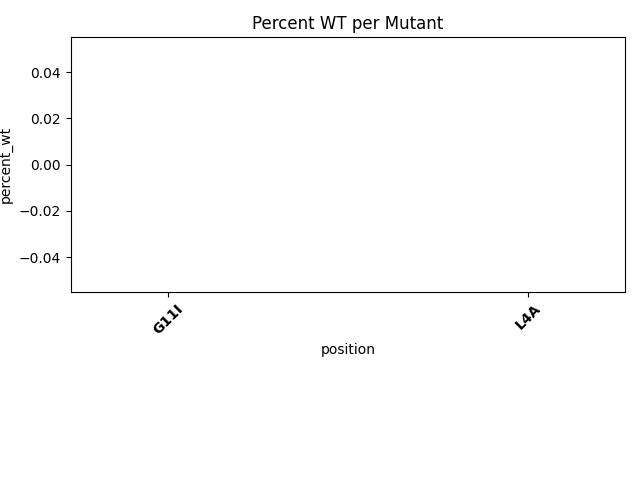 Percent WT per Mutant
percent_wt
0.04
0.02
0.00
−0.02
−0.04
G11I
L4A
position